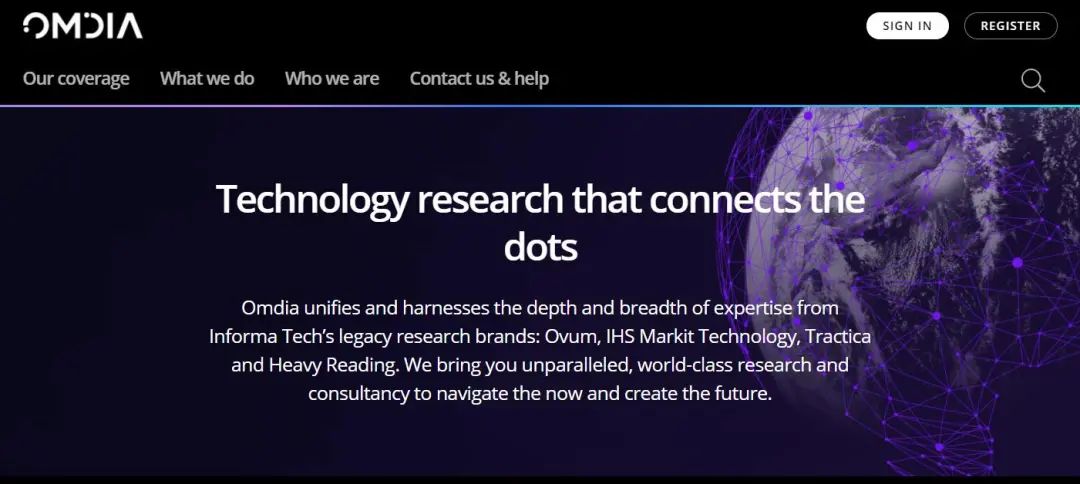 OMDIA
SIGN IN
REGISTER
Our coverage
What we do
Who we are
Contact us & help
Technology research that connects the
dots
Omdia unifies and harnesses the depth and breadth of expertise from
Informa Tech’s legacy research brands: Ovum, IHS Markit Technology, Tractica
and Heavy Reading. We bring you unparalleled, world-class research and
consultancy to navigate the now and create the future.